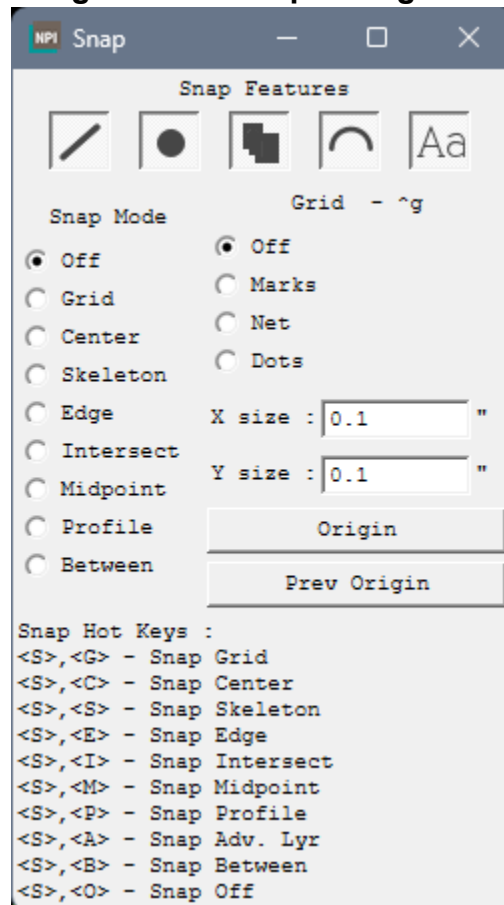 NPI Snap
Snap Features
Aa
Snap Mode
Off
Grid
Center
Skeleton
Edge
Intersect
Midpoint
Profile
Between
Grid - ^g
Off
Marks
Net
Dots
X size : 0.1 "
Y size : 0.1 "
Origin
Prev Origin
Snap Hot Keys :
<S>,<G> - Snap Grid
<S>,<C> - Snap Center
<S>,<S> - Snap Skeleton
<S>,<E> - Snap Edge
<S>,<I> - Snap Intersect
<S>,<M> - Snap Midpoint
<S>,<P> - Snap Profile
<S>,<A> - Snap Adv. Lyr
<S>,<B> - Snap Between
<S>,<O> - Snap Off